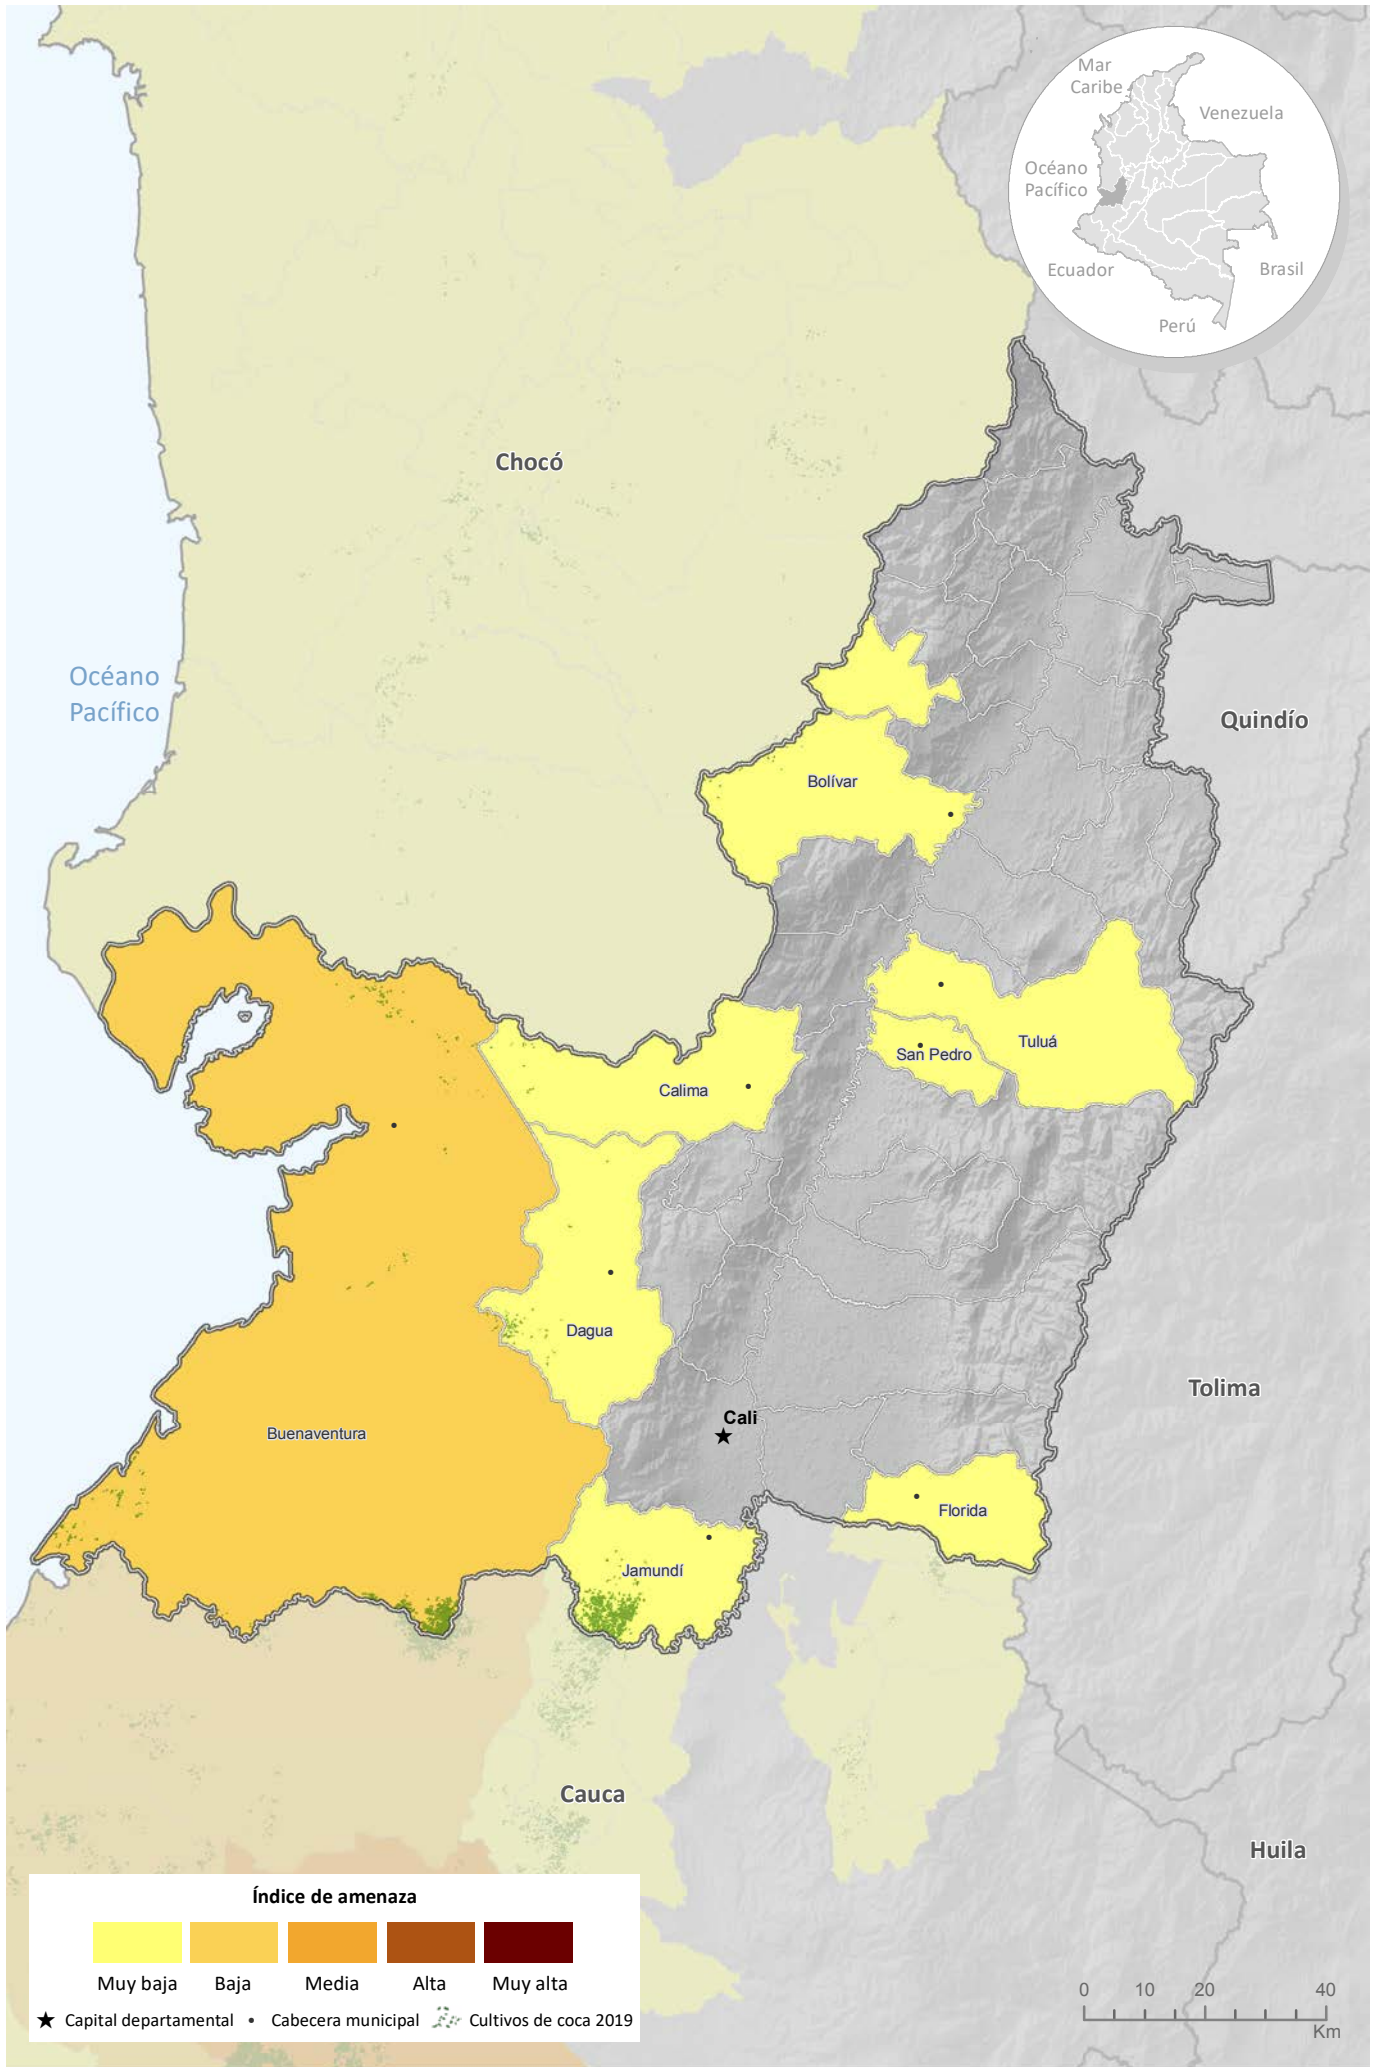 Mar
Caribe
Venezuela
Océano
Pacífico
Ecuador
Brasil
Perú
Chocó
Océano
Pacífico
Quindío
Bolívar
Tuluá
San Pedro
Calima
Dagua
Tolima
Cali
Buenaventura
Florida
Jamundí
Cauca
Huila
Índice de amenaza
Muy baja Baja Media Alta Muy alta
Capital departamental Cabecera municipal Cultivos de coca 2019
0 10 20 40
Km